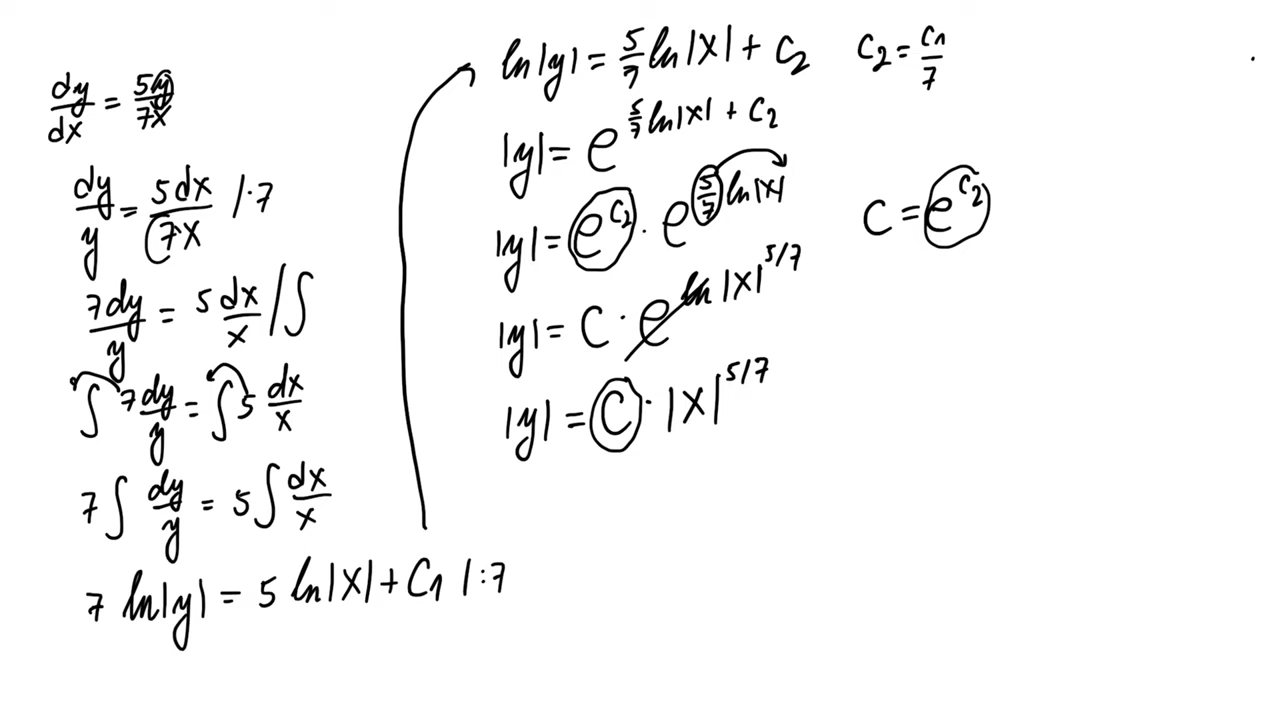 dy/dx = 5y/7x
dy/y = 5dx/7x |·7
7dy/y = 5 dx/x |∫
∫ 7dy/y = ∫ 5 dx/x
7 ∫ dy/y = 5 ∫ dx/x
7 ln|y| = 5 ln|x| + C1 |:7
ln|y| = 5/7 ln|x| + C2 C2 = C1/7
|y| = e^(5/7 ln|x| + C2)
|y| = e^(C2) · e^(5/7 ln|x|) C = e^(C2)
|y| = C · e^(ln|x|^(5/7))
|y| = C · |x|^(5/7)